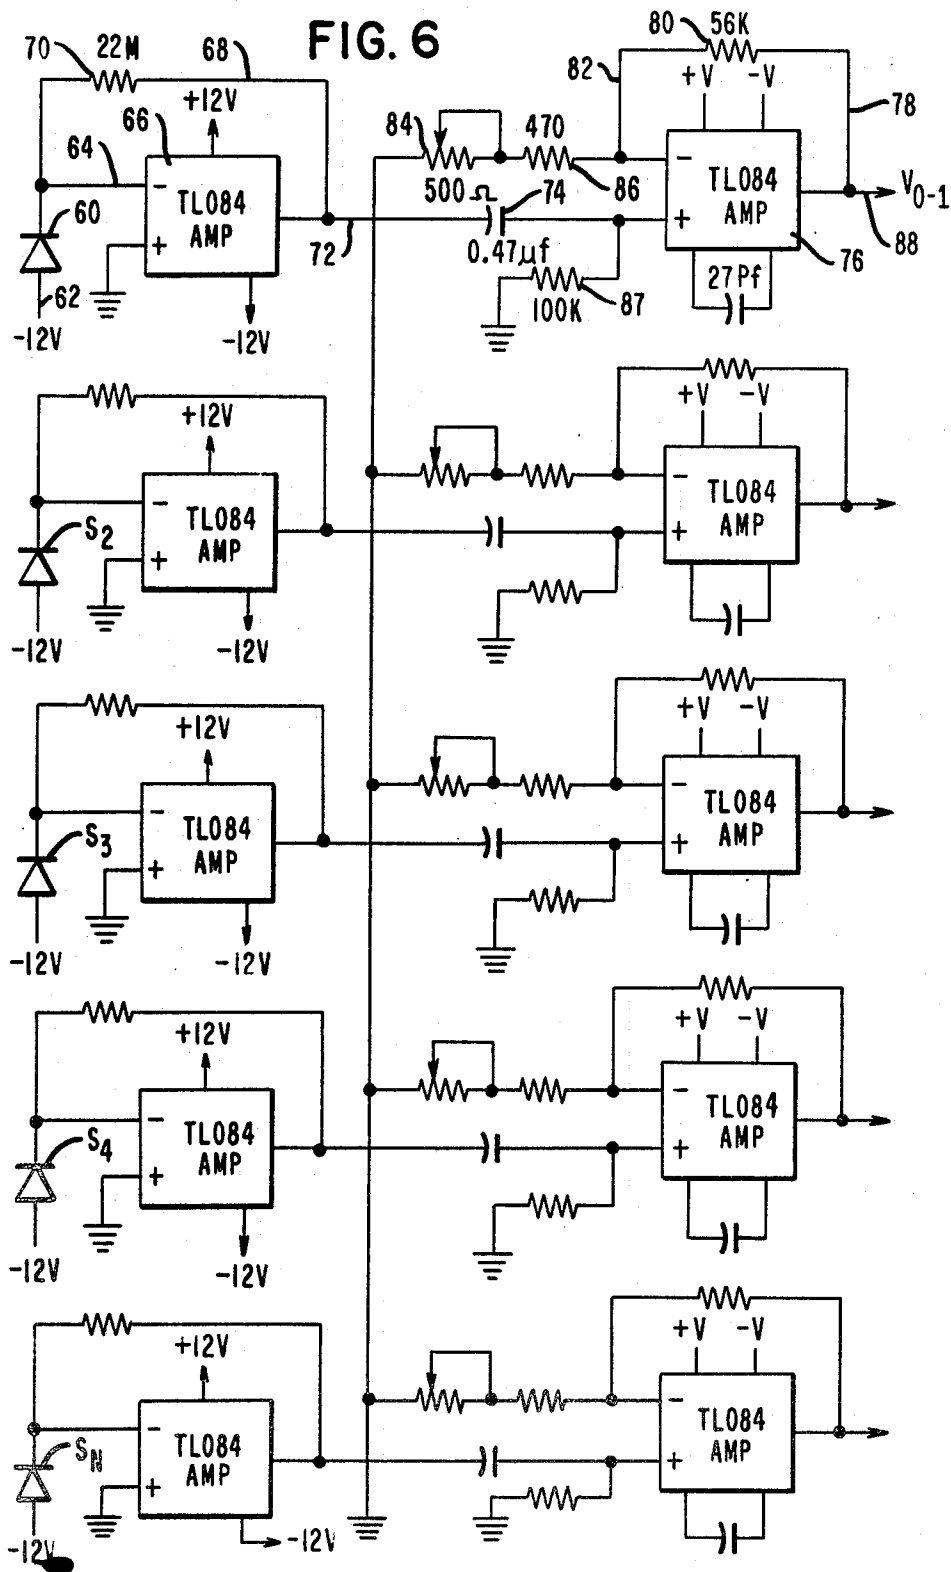 FIG. 6
70 22M 68
+12V
66
64
− TL084 AMP
+
60
62
-12V
-12V
72
80 56K
82
+V -V
78
84
470
86
500Ω 74
0.47µf
87
100K
− TL084 AMP
+
76
27Pf
V0-1
88
+12V
− TL084 AMP
+
S2
-12V
-12V
+V -V
− TL084 AMP
+
+12V
− TL084 AMP
+
S3
-12V
-12V
+V -V
− TL084 AMP
+
+12V
− TL084 AMP
+
S4
-12V
-12V
+V -V
− TL084 AMP
+
+12V
− TL084 AMP
+
SN
-12V
-12V
+V -V
− TL084 AMP
+